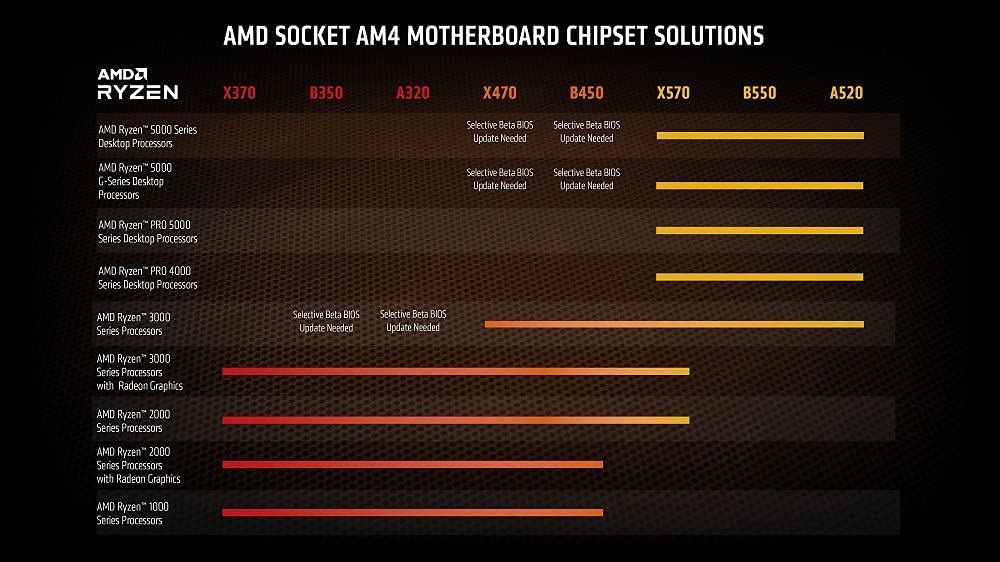 AMD SOCKET AM4 MOTHERBOARD CHIPSET SOLUTIONS
AMD
RYZEN
X370 B350 A320 X470 B450 X570 B550 A520
AMD Ryzen™ 5000 Series
Desktop Processors
Selective Beta BIOS
Update Needed
Selective Beta BIOS
Update Needed
AMD Ryzen™ 5000
G-Series Desktop
Processors
Selective Beta BIOS
Update Needed
Selective Beta BIOS
Update Needed
AMD Ryzen™ PRO 5000
Series Desktop Processors
AMD Ryzen™ PRO 4000
Series Desktop Processors
AMD Ryzen™ 3000
Series Processors
Selective Beta BIOS
Update Needed
Selective Beta BIOS
Update Needed
AMD Ryzen™ 3000
Series Processors
with Radeon Graphics
AMD Ryzen™ 2000
Series Processors
AMD Ryzen™ 2000
Series Processors
with Radeon Graphics
AMD Ryzen™ 1000
Series Processors